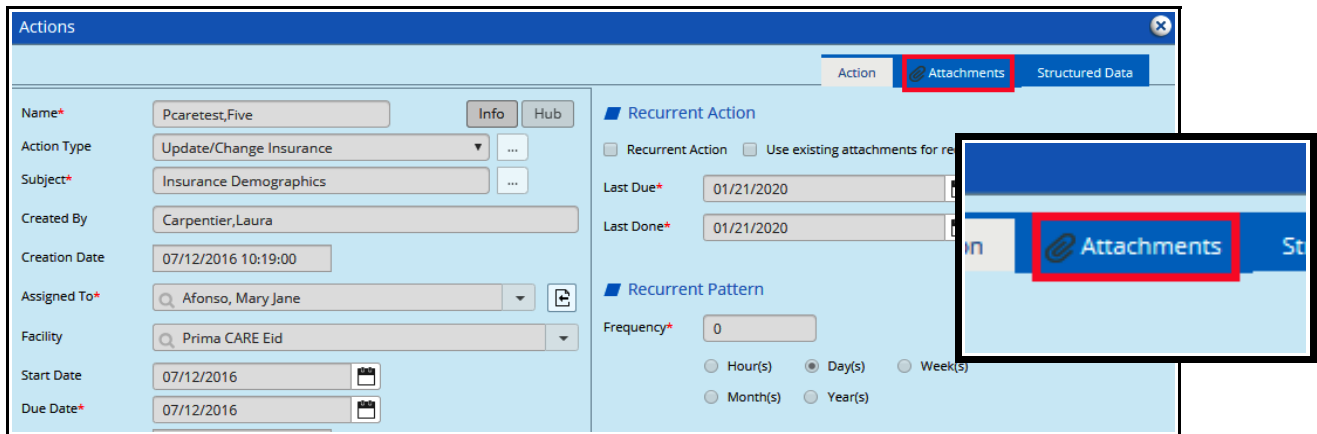 Actions
Action Attachments Structured Data
Name* Pcaretest,Five Info Hub
Action Type Update/Change Insurance ...
Subject* Insurance Demographics ...
Created By Carpentier,Laura
Creation Date 07/12/2016 10:19:00
Assigned To* Afonso, Mary Jane
Facility Prima CARE Eid
Start Date 07/12/2016
Due Date* 07/12/2016
Recurrent Action
Recurrent Action Use existing attachments for re
Last Due* 01/21/2020
Last Done* 01/21/2020
Recurrent Pattern
Frequency* 0
Hour(s) Day(s) Week(s)
Month(s) Year(s)
on Attachments St